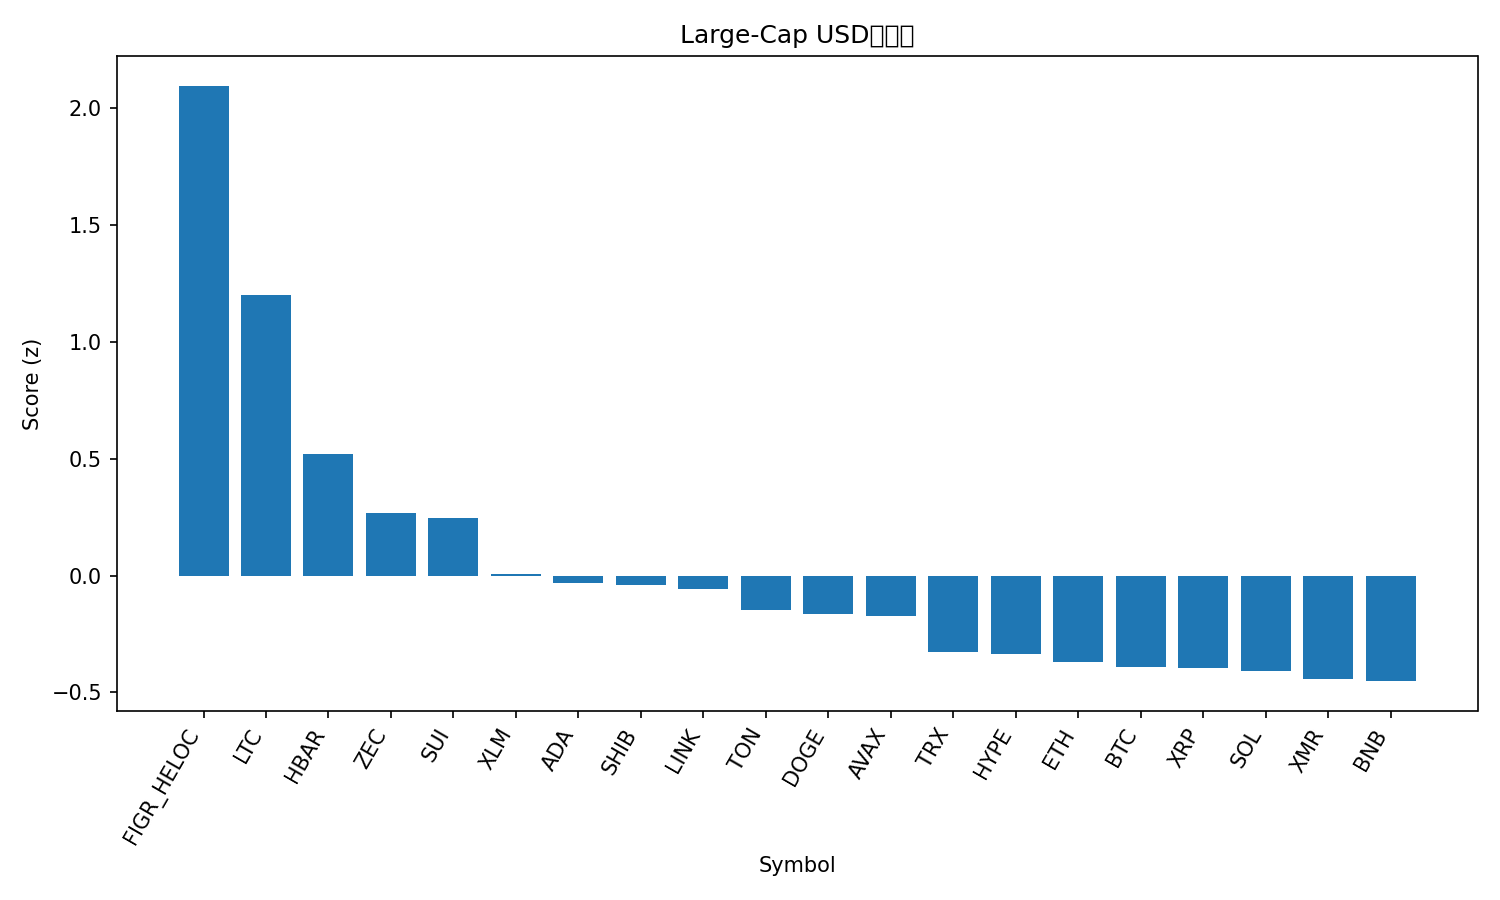 Large-Cap USD
Score (z)
2.0
1.5
1.0
0.5
0.0
−0.5
FIGR_HELOC
LTC
HBAR
ZEC
SUI
XLM
ADA
SHIB
LINK
TON
DOGE
AVAX
TRX
HYPE
ETH
BTC
XRP
SOL
XMR
BNB
Symbol